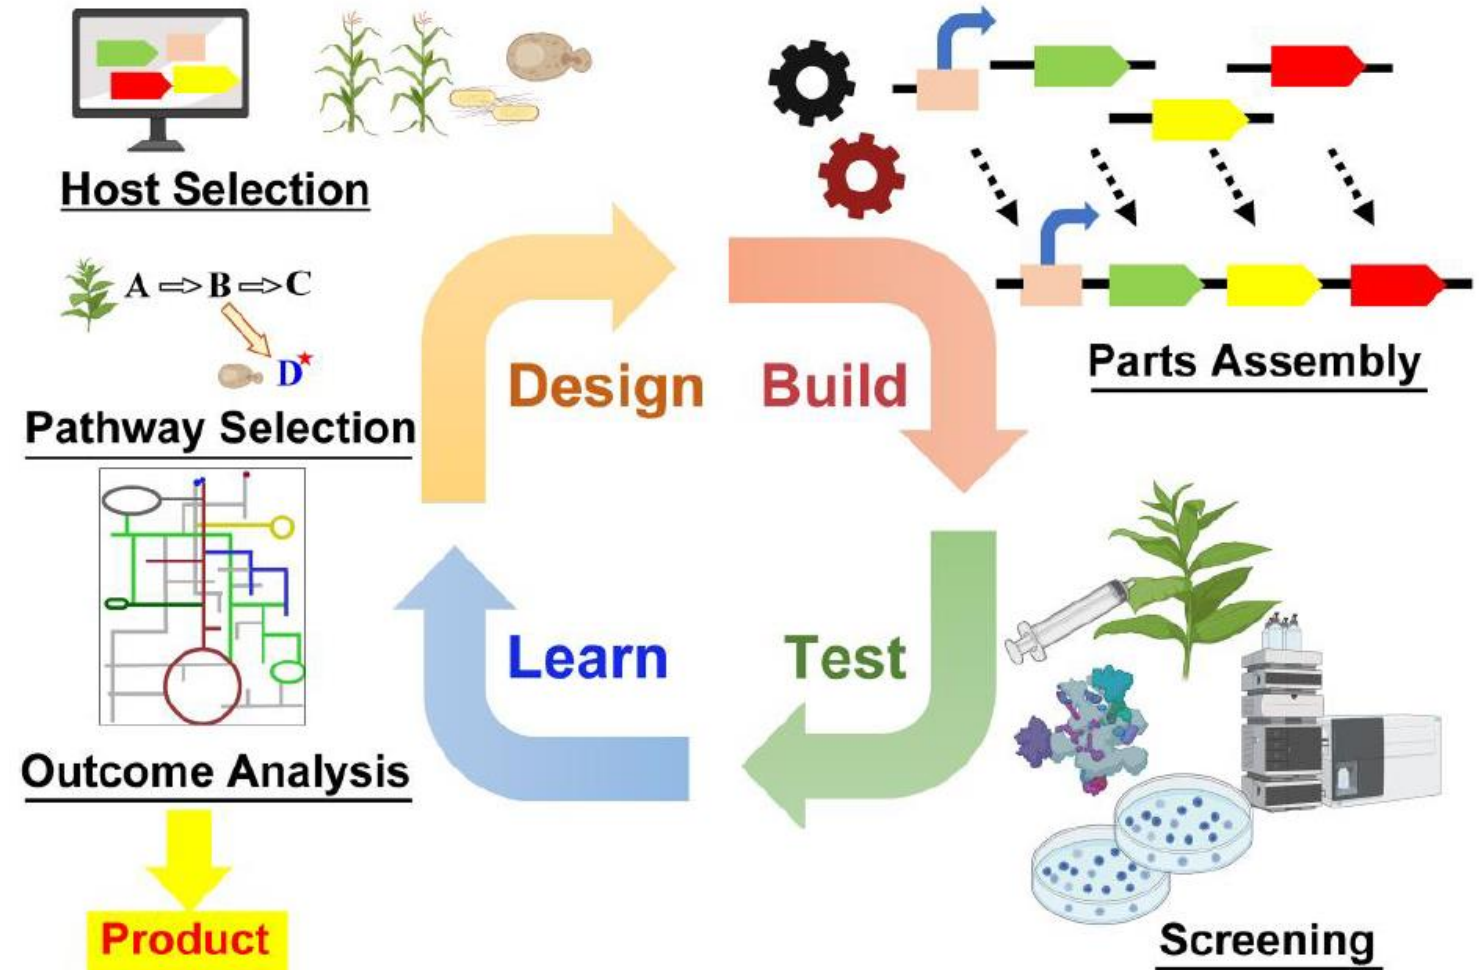 Host Selection
A ⇨ B ⇨ C
D
Pathway Selection
Design
Build
Parts Assembly
Learn
Test
Outcome Analysis
Product
Screening